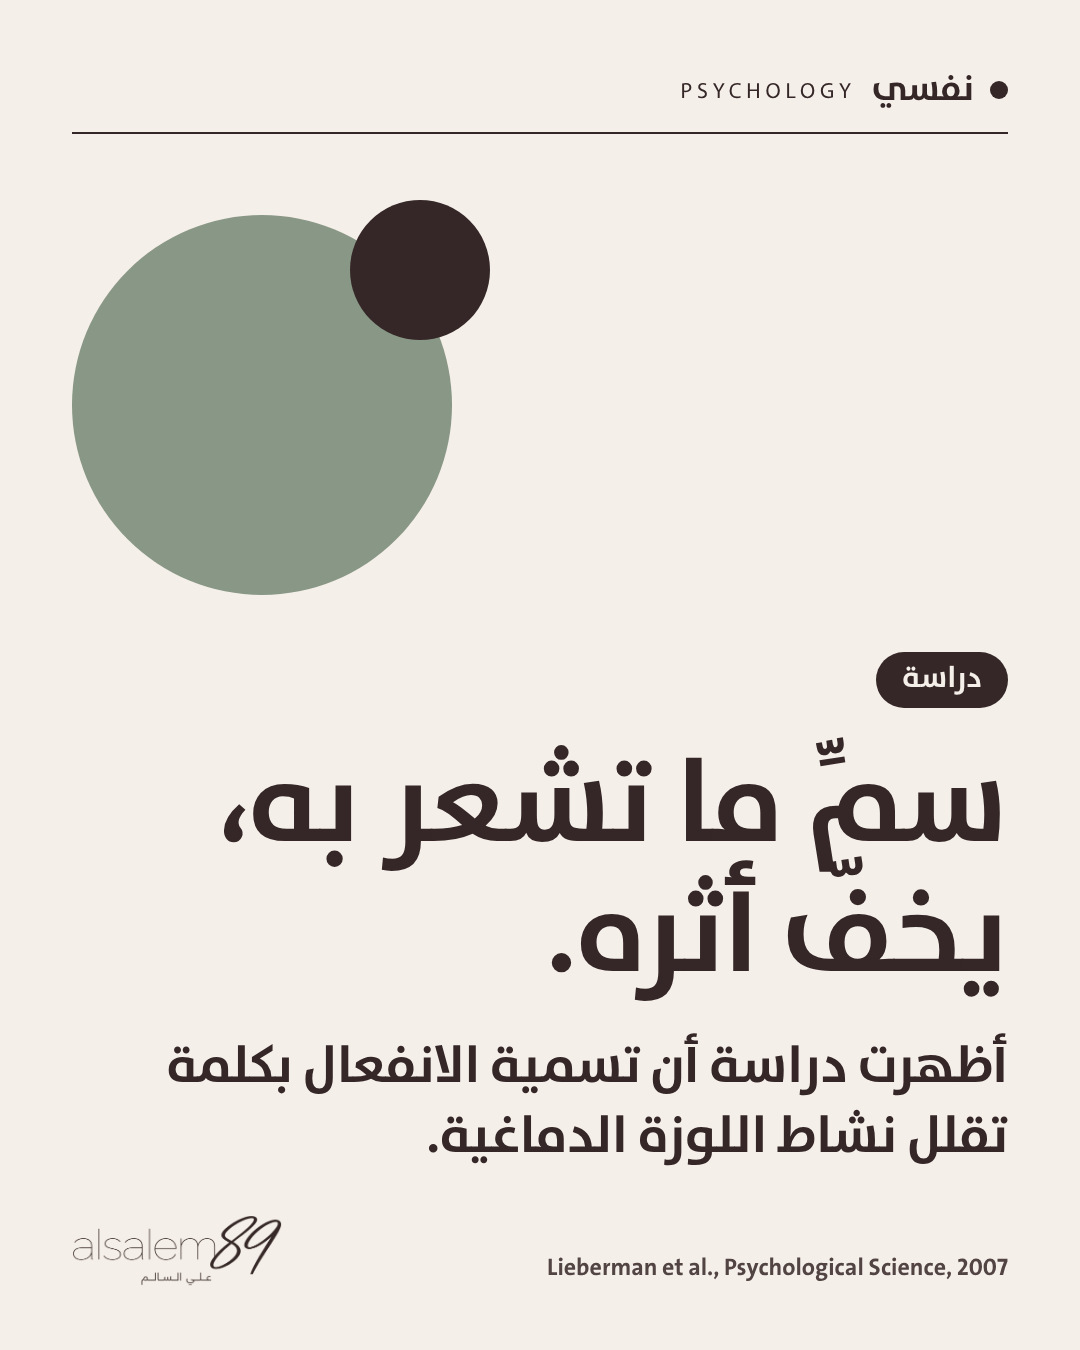 نفسي PSYCHOLOGY
دراسة
سمِّ ما تشعر به،
يخفّ أثره.
أظهرت دراسة أن تسمية الانفعال بكلمة
تقلل نشاط اللوزة الدماغية.
Lieberman et al., Psychological Science, 2007
alsalem89
علي السالم